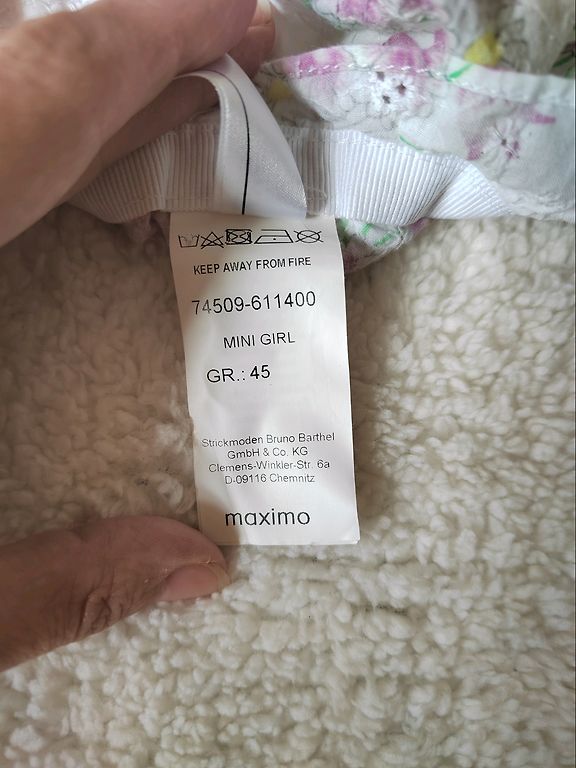 KEEP AWAY FROM FIRE
74509-611400
MINI GIRL
GR.: 45
Strickmoden Bruno Barthel
GmbH & Co. KG
Clemens-Winkler-Str. 6a
D-09116 Chemnitz
maximo